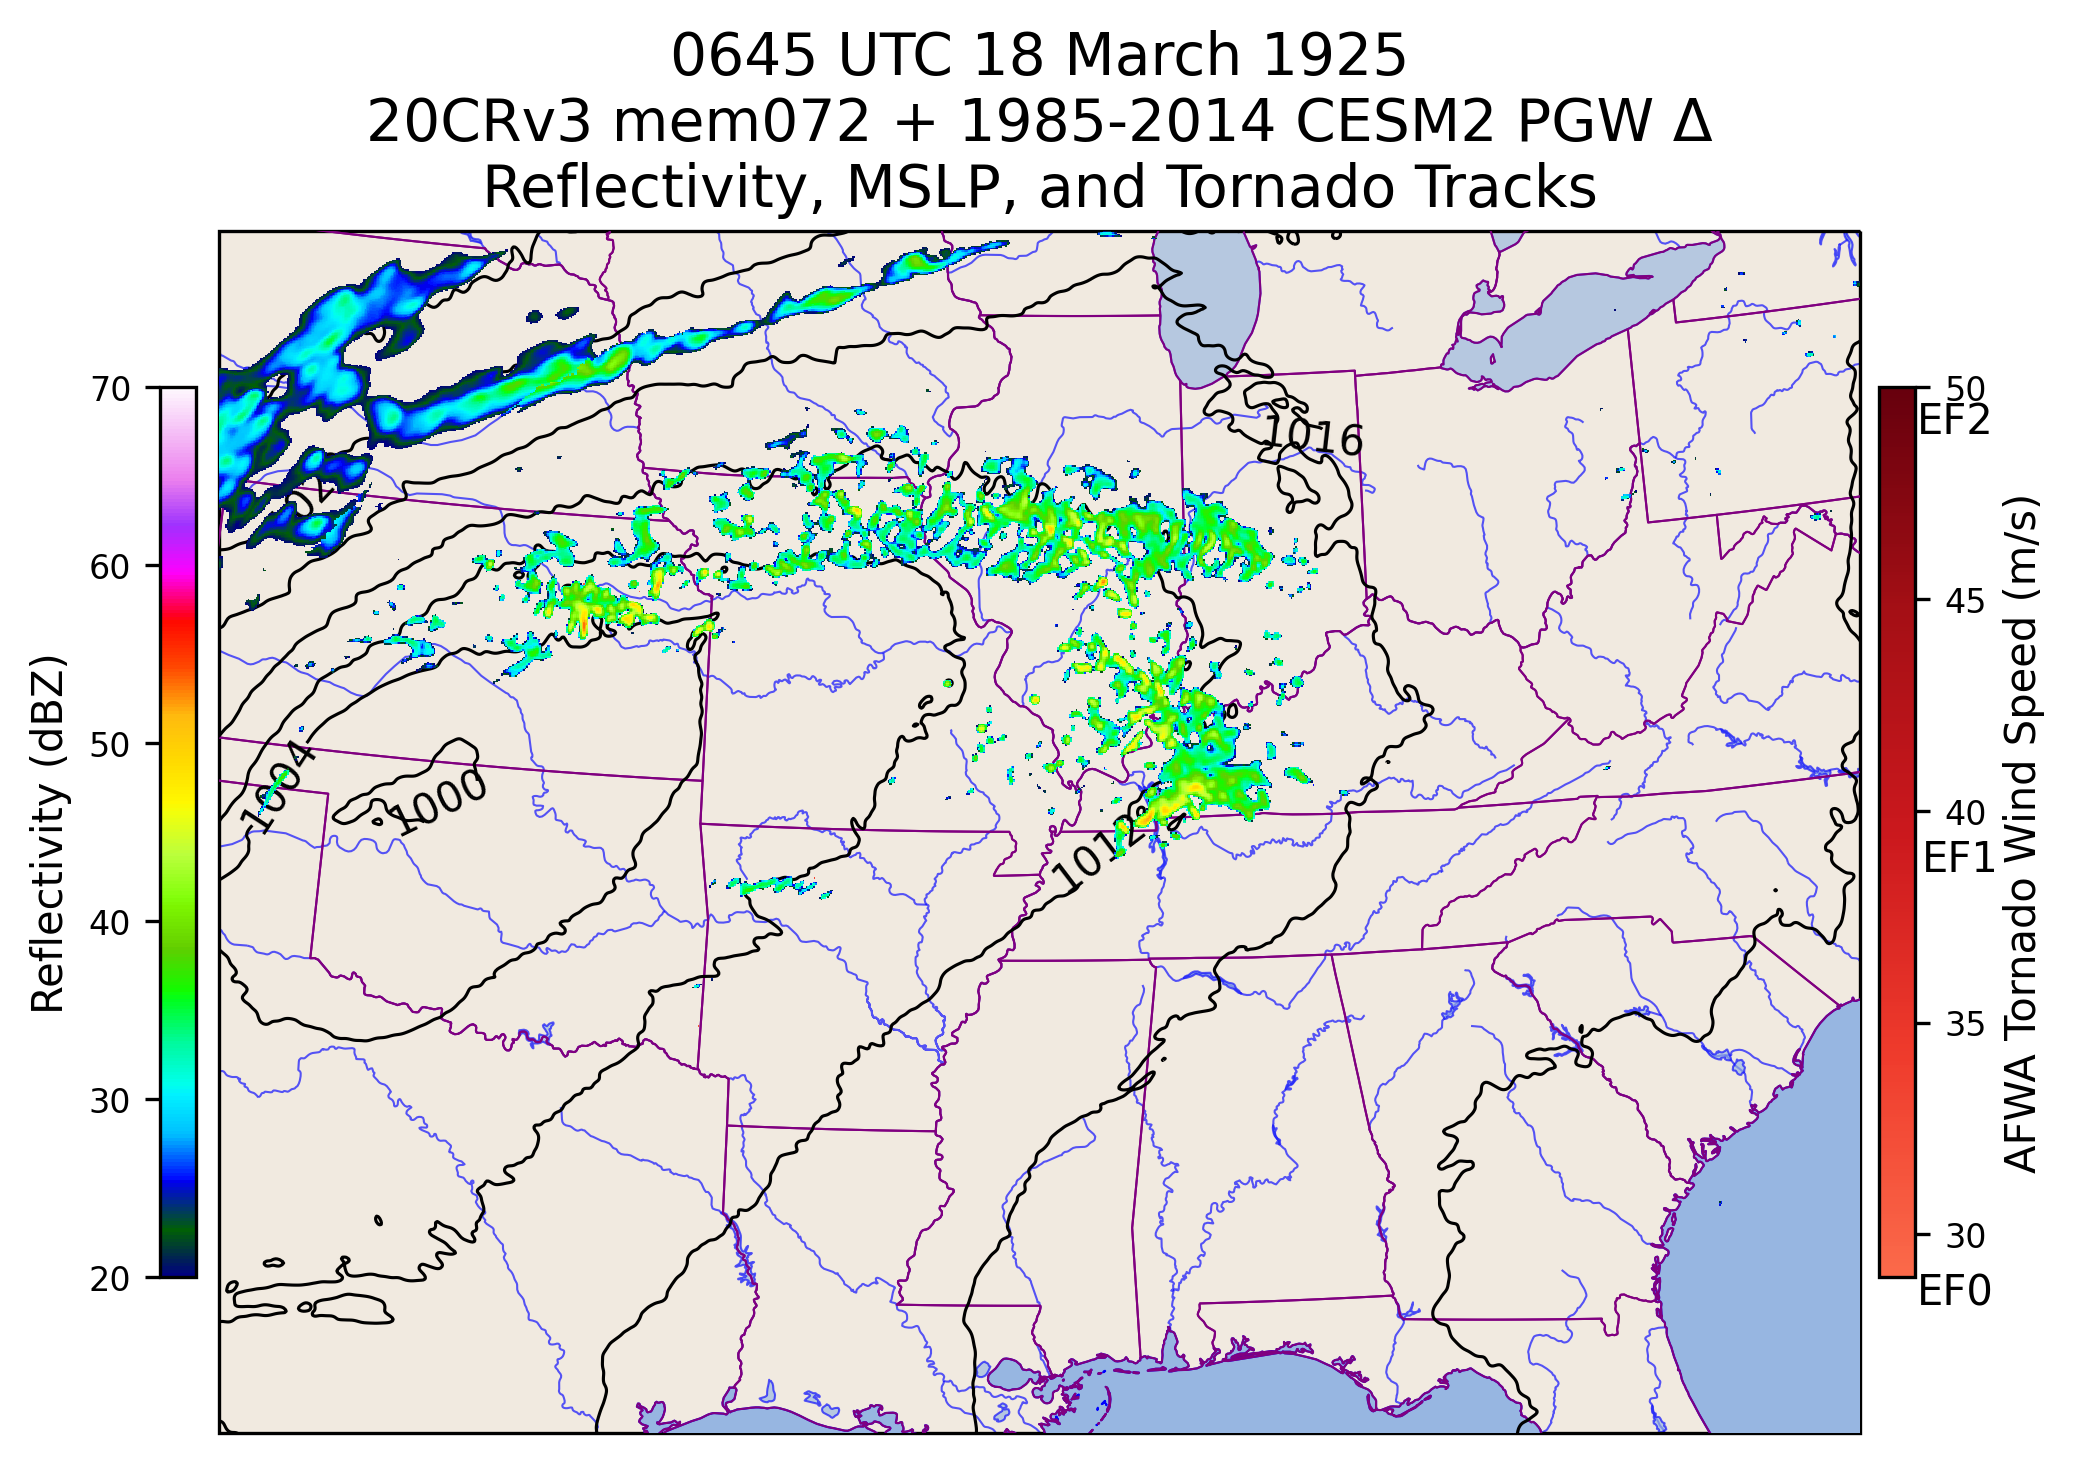 0645 UTC 18 March 1925
20CRv3 mem072 + 1985-2014 CESM2 PGW Δ
Reflectivity, MSLP, and Tornado Tracks
70
60
50
40
30
20
Reflectivity (dBZ)
1016
1004
1000
1012
50
EF2
45
40
EF1
35
30
EF0
AFWA Tornado Wind Speed (m/s)